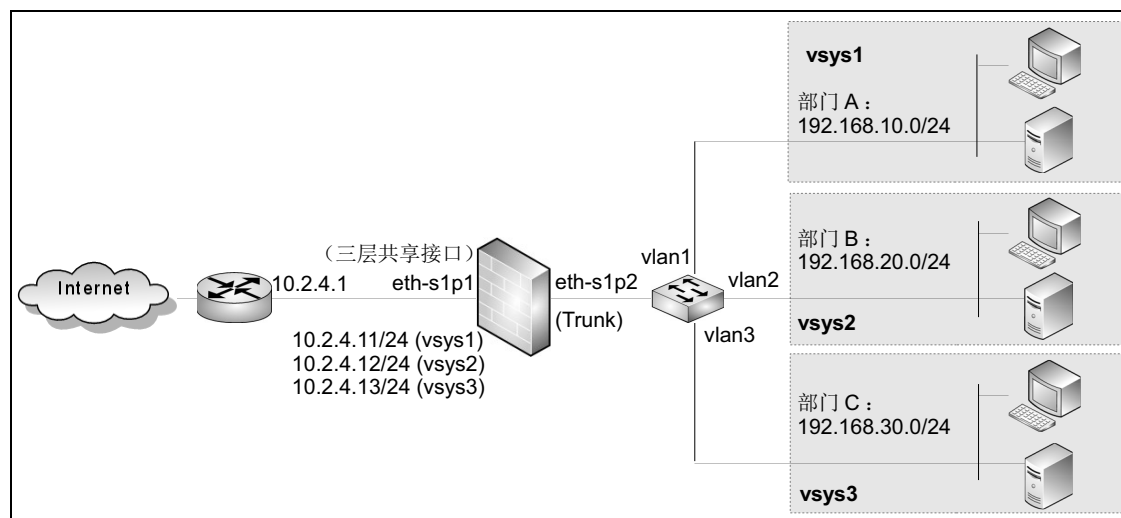 Internet
10.2.4.1
(三层共享接口)
eth-s1p1
10.2.4.11/24 (vsys1)
10.2.4.12/24 (vsys2)
10.2.4.13/24 (vsys3)
eth-s1p2
(Trunk)
vlan1
vlan2
vlan3
vsys1
部门 A：
192.168.10.0/24
部门 B：
192.168.20.0/24
vsys2
部门 C：
192.168.30.0/24
vsys3